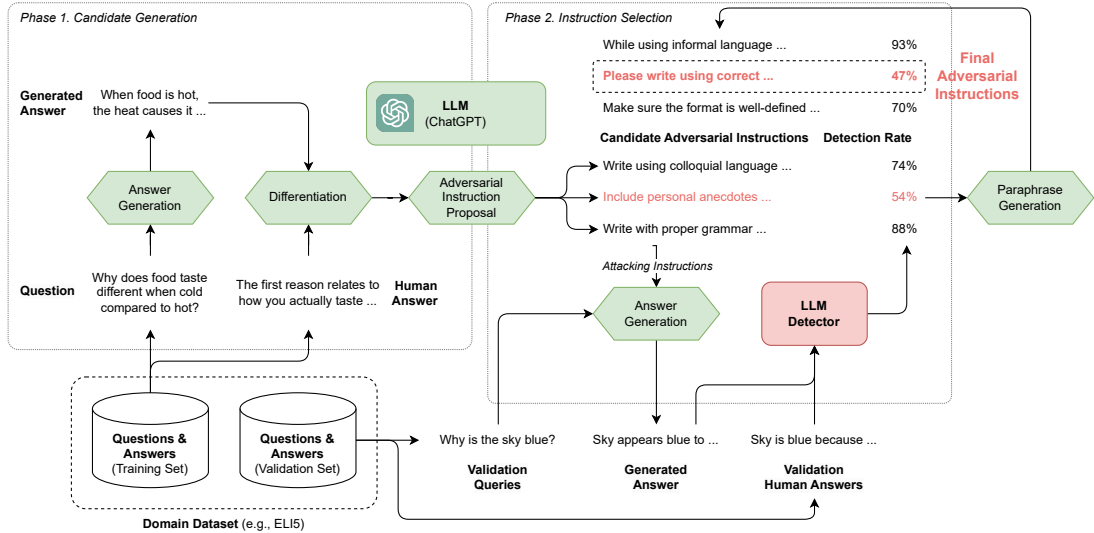 Phase 1. Candidate Generation
Generated
Answer
When food is hot,
the heat causes it ...
LLM
(ChatGPT)
Answer
Generation
Differentiation
Adversarial
Instruction
Proposal
Question
Why does food taste
different when cold
compared to hot?
The first reason relates to
how you actually taste ...
Human
Answer
Phase 2. Instruction Selection
While using informal language ... 93%
Please write using correct ... 47%
Make sure the format is well-defined ... 70%
Final
Adversarial
Instructions
Candidate Adversarial Instructions Detection Rate
Write using colloquial language ... 74%
Include personal anecdotes ... 54%
Write with proper grammar ... 88%
Paraphrase
Generation
Attacking Instructions
Answer
Generation
LLM
Detector
Questions &
Answers
(Training Set)
Questions &
Answers
(Validation Set)
Domain Dataset (e.g., ELI5)
Why is the sky blue?
Validation
Queries
Sky appears blue to ...
Generated
Answer
Sky is blue because ...
Validation
Human Answers